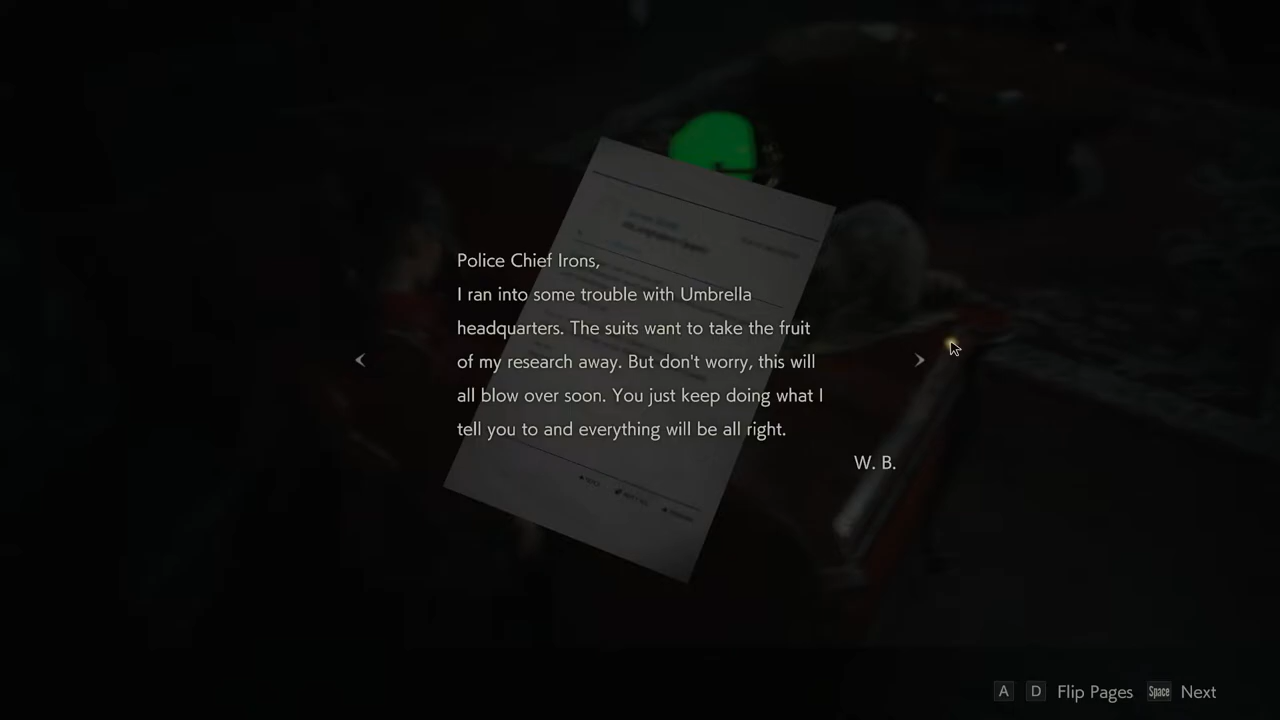 Police Chief Irons,
I ran into some trouble with Umbrella
headquarters. The suits want to take the fruit
of my research away. But don't worry, this will
all blow over soon. You just keep doing what I
tell you to and everything will be all right.
W. B.
A D Flip Pages Space Next